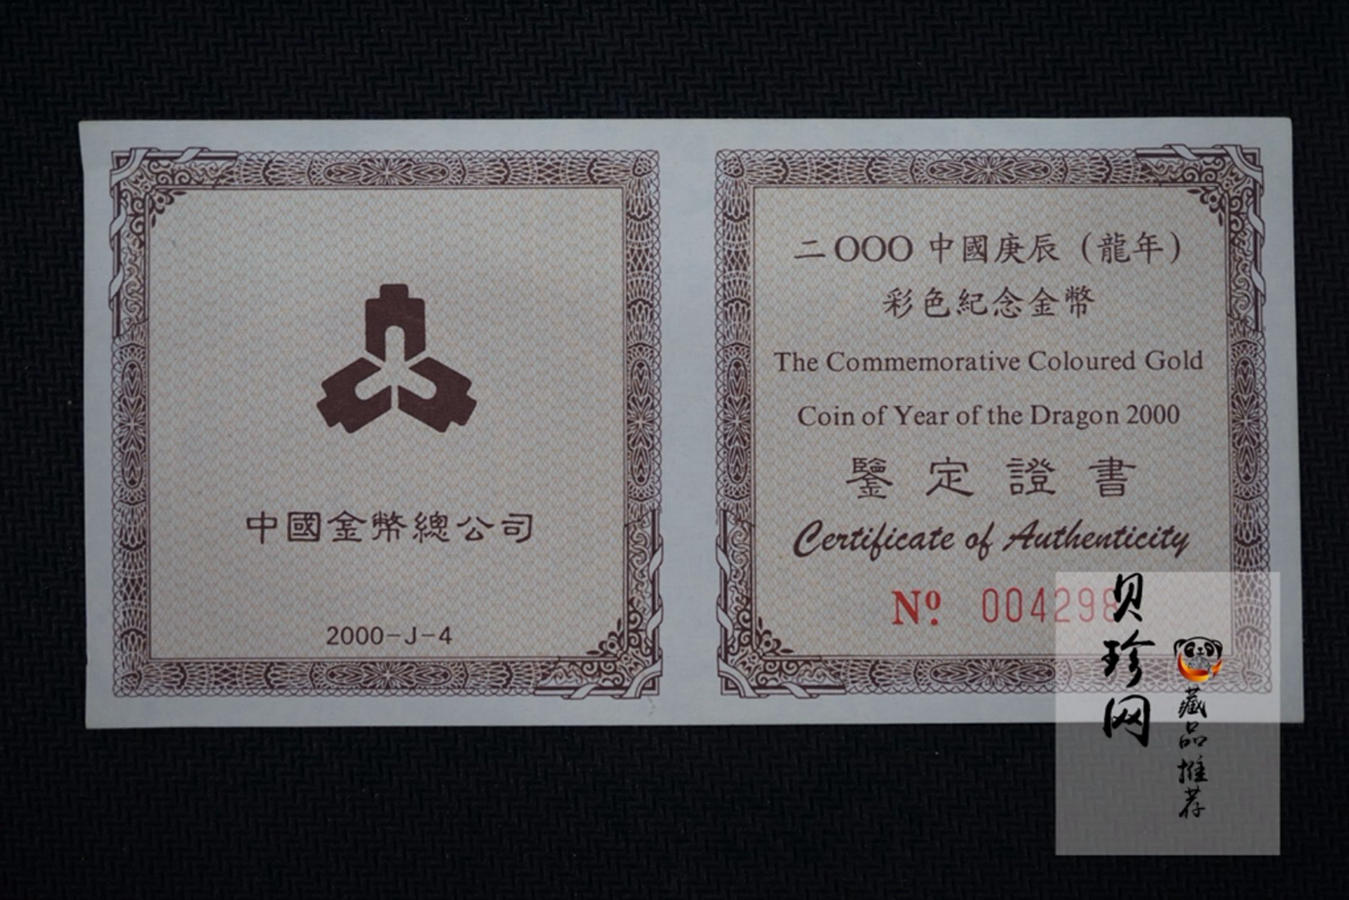 中國金幣總公司
2000-J-4
二OOO中國庚辰（龍年）
彩色紀念金幣
The Commemorative Coloured Gold
Coin of Year of the Dragon 2000
鑒定證書
Certificate of Authenticity
Nº. 004298
贝珍网
藏品推荐